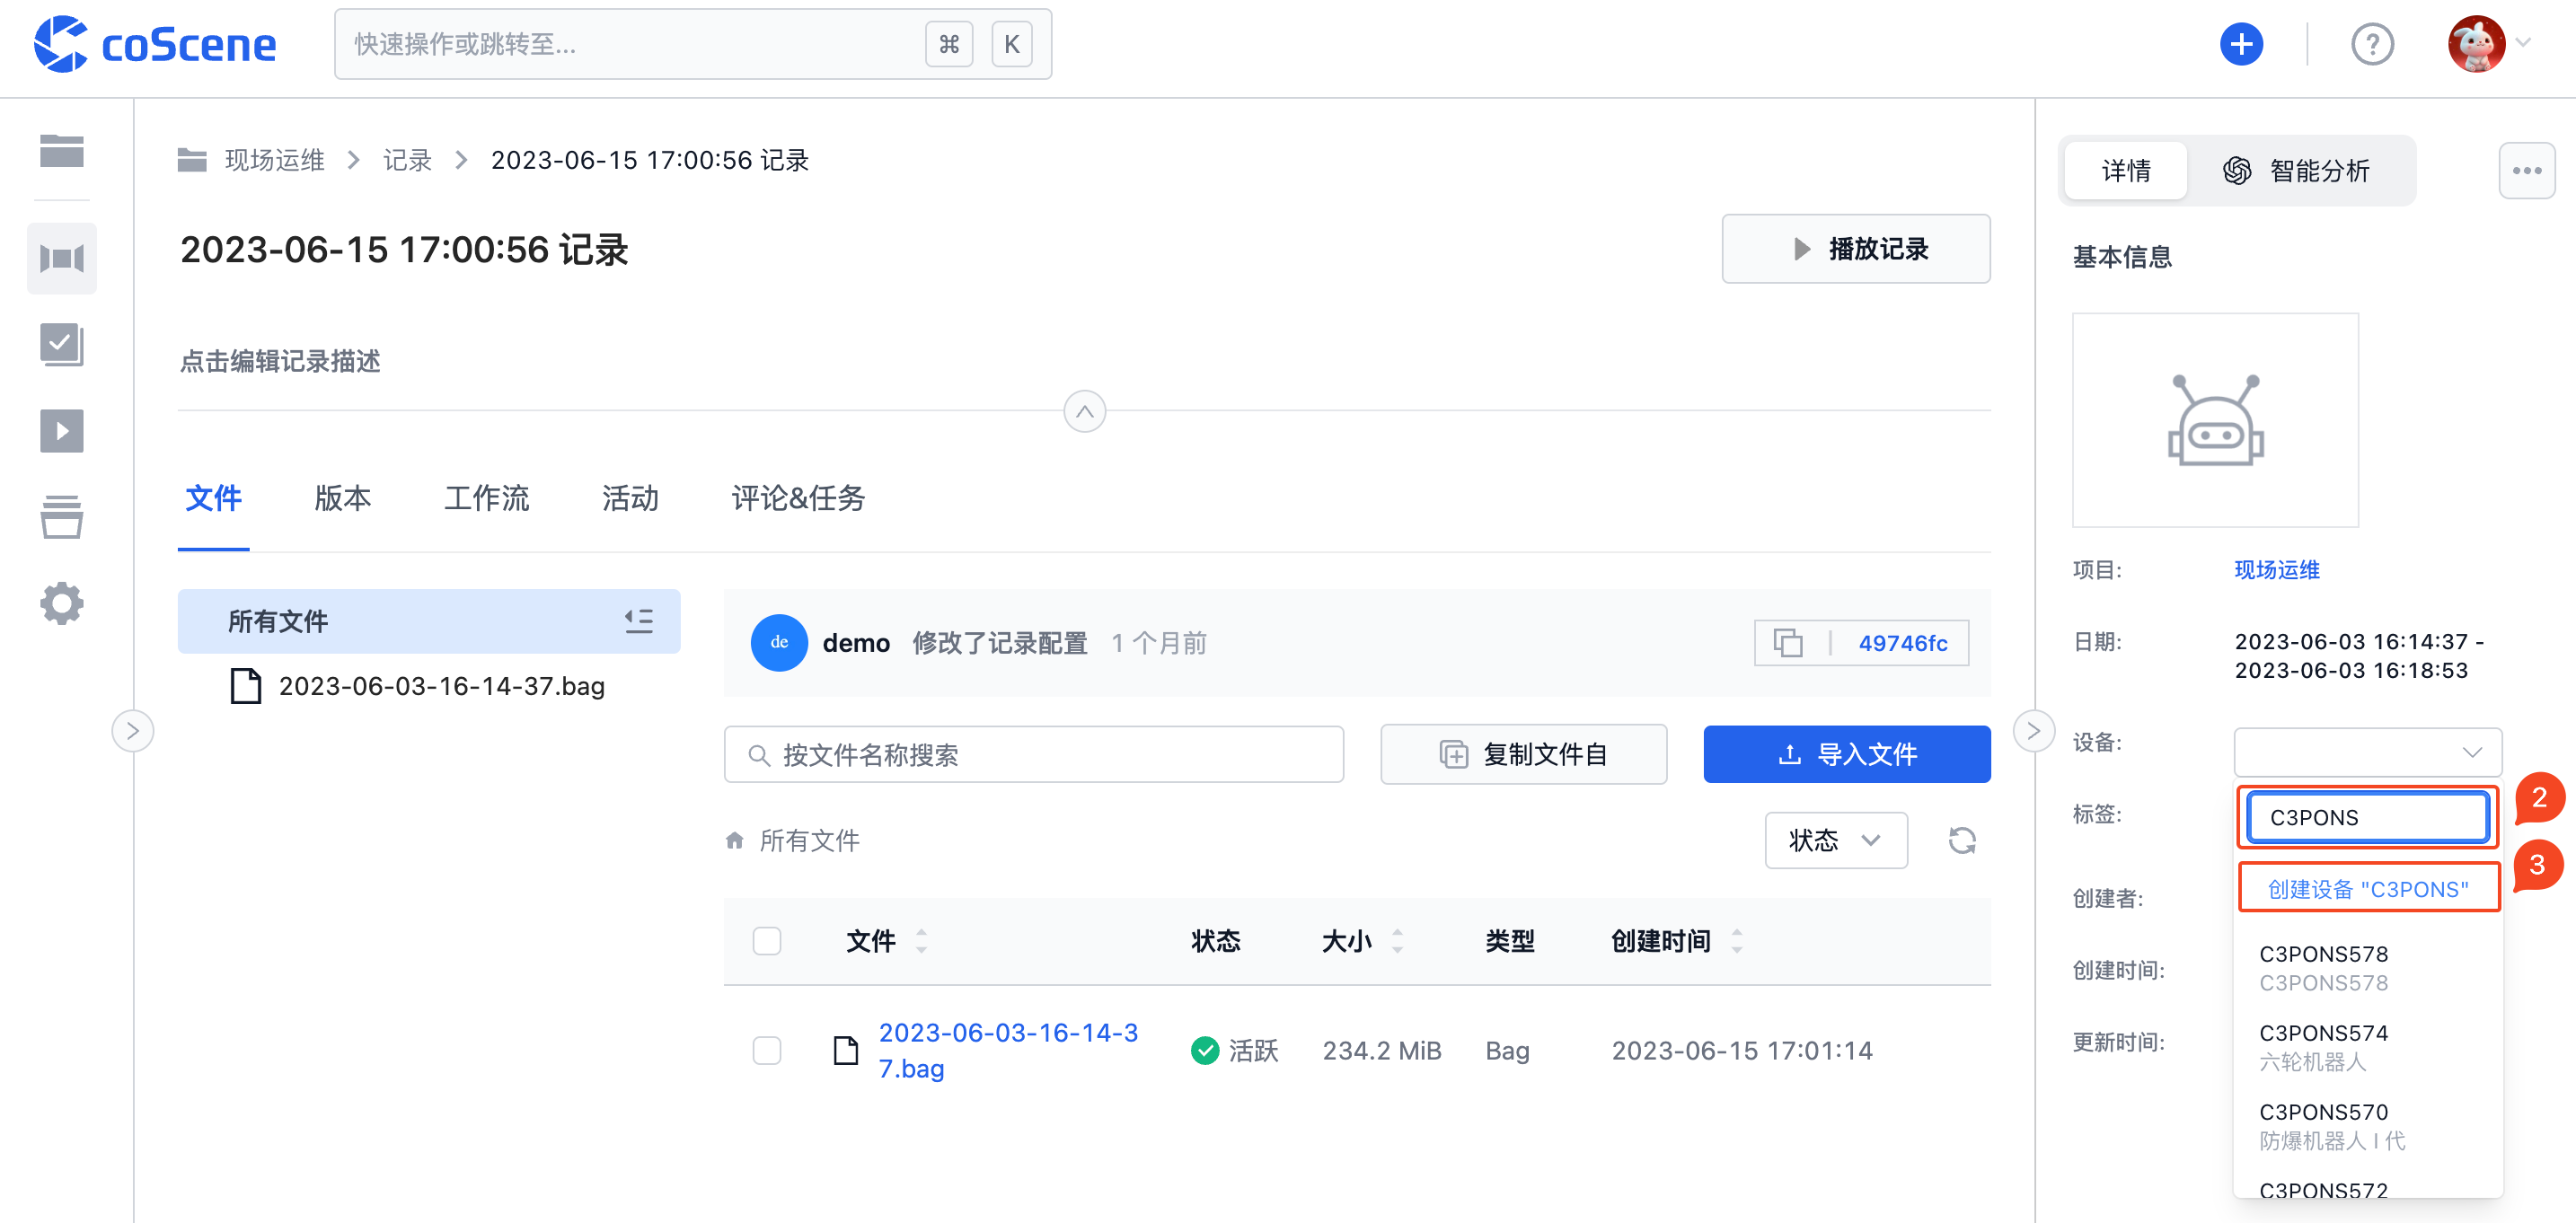 coScene
快速操作或跳转至...
⌘ K
现场运维 > 记录 > 2023-06-15 17:00:56 记录
2023-06-15 17:00:56 记录
播放记录
点击编辑记录描述
文件 版本 工作流 活动 评论&任务
所有文件
2023-06-03-16-14-37.bag
de demo 修改了记录配置 1 个月前
49746fc
按文件名称搜索
复制文件自
导入文件
所有文件
状态
文件 状态 大小 类型 创建时间
2023-06-03-16-14-3
7.bag
活跃 234.2 MiB Bag 2023-06-15 17:01:14
详情 智能分析
基本信息
项目: 现场运维
日期: 2023-06-03 16:14:37 -
2023-06-03 16:18:53
设备:
标签:
创建者:
创建时间:
更新时间:
C3PONS
2
创建设备 "C3PONS"
3
C3PONS578
C3PONS578
C3PONS574
六轮机器人
C3PONS570
防爆机器人 I 代
C3PONS572